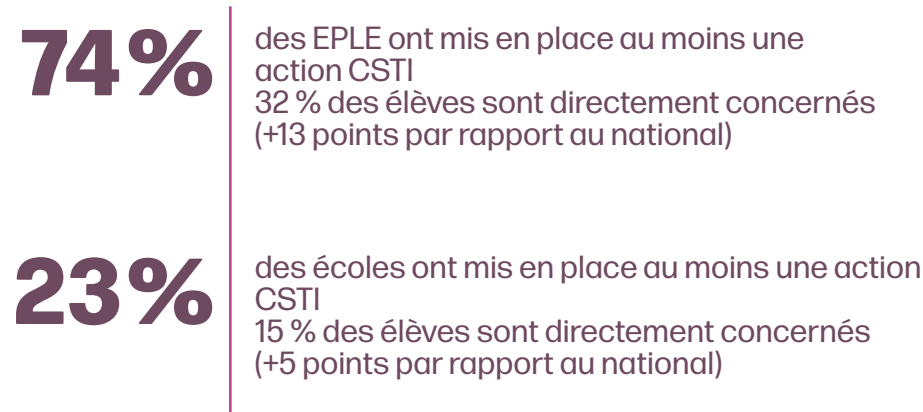 74%
des EPLE ont mis en place au moins une
action CSTI
32 % des élèves sont directement concernés
(+13 points par rapport au national)
23%
des écoles ont mis en place au moins une action
CSTI
15 % des élèves sont directement concernés
(+5 points par rapport au national)